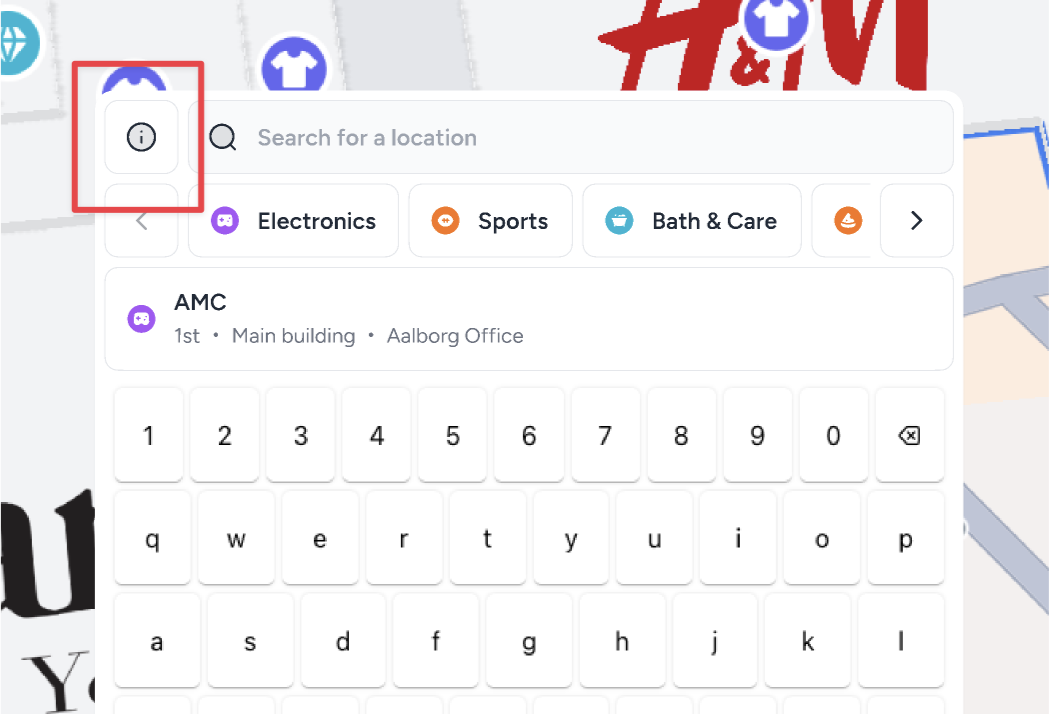 H&M
Search for a location
Electronics Sports Bath & Care
AMC
1st • Main building • Aalborg Office
1 2 3 4 5 6 7 8 9 0
q w e r t y u i o p
a s d f g h j k l